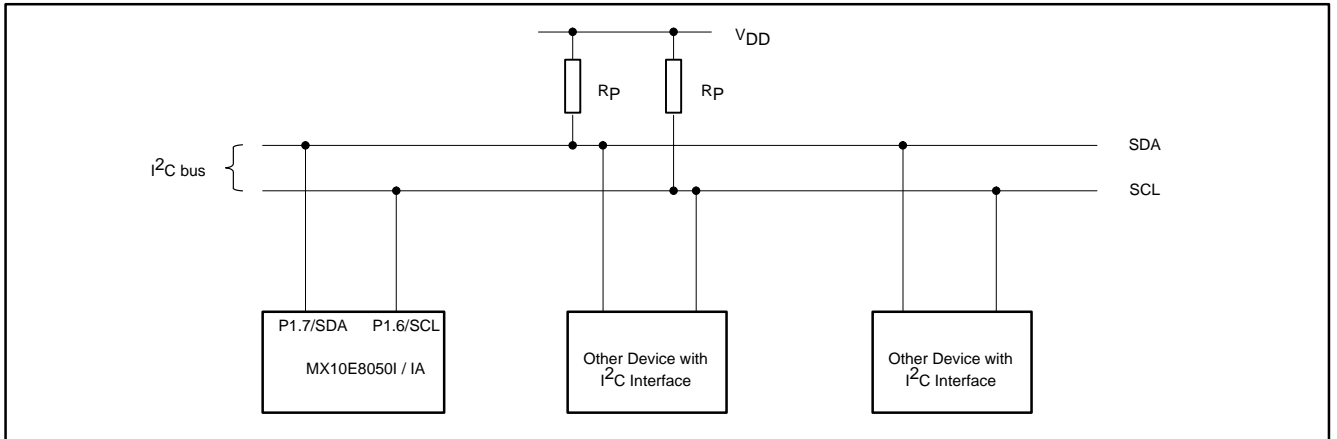 VDD
RP RP
SDA
I2C bus
SCL
P1.7/SDA P1.6/SCL
MX10E8050I / IA
Other Device with
I2C Interface
Other Device with
I2C Interface